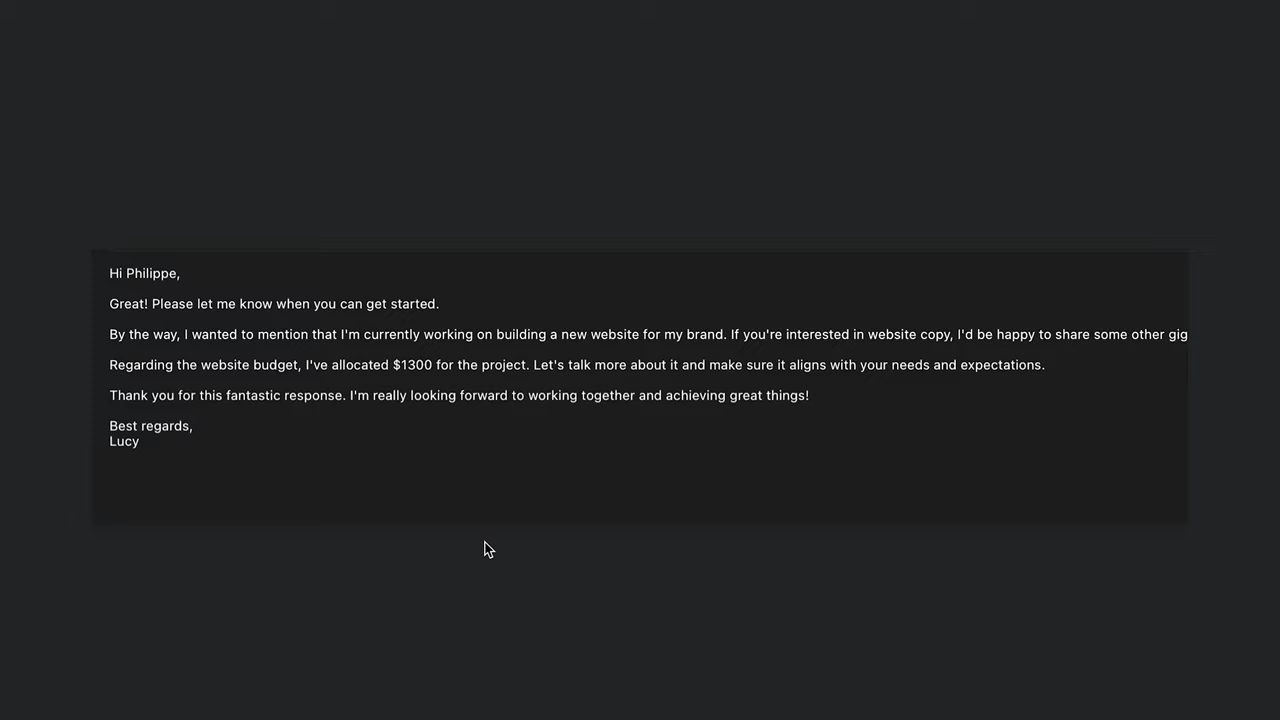 Hi Philippe,
Great! Please let me know when you can get started.
By the way, I wanted to mention that I'm currently working on building a new website for my brand. If you're interested in website copy, I'd be happy to share some other gig
Regarding the website budget, I've allocated $1300 for the project. Let's talk more about it and make sure it aligns with your needs and expectations.
Thank you for this fantastic response. I'm really looking forward to working together and achieving great things!
Best regards,
Lucy